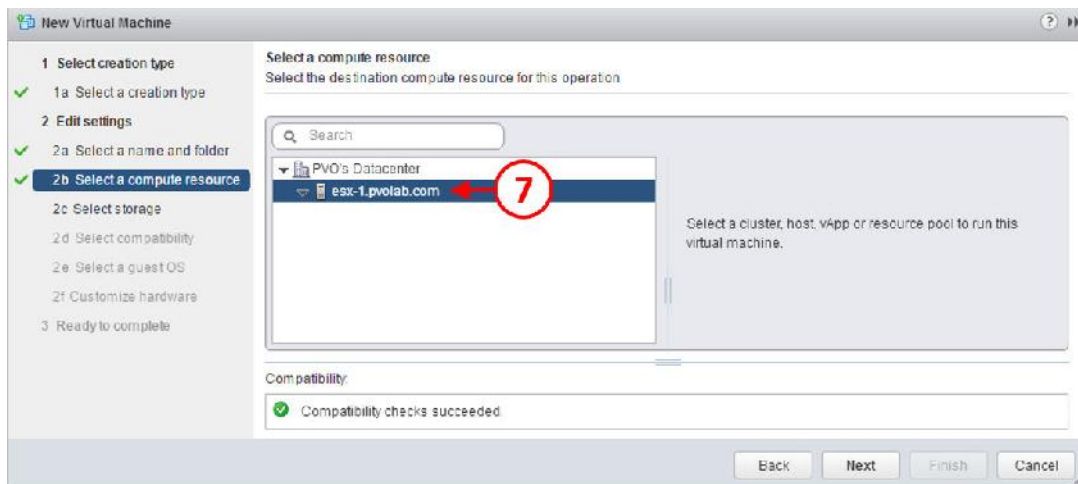 New Virtual Machine
?
1 Select creation type
1a Select a creation type
2 Edit settings
2a Select a name and folder
2b Select a compute resource
2c Select storage
2d Select compatibility
2e Select a guest OS
2f Customize hardware
3 Ready to complete
Select a compute resource
Select the destination compute resource for this operation
Search
PVO's Datacenter
esx-1.pvolab.com
7
Select a cluster, host, vApp or resource pool to run this
virtual machine.
Compatibility:
Compatibility checks succeeded.
Back Next Finish Cancel